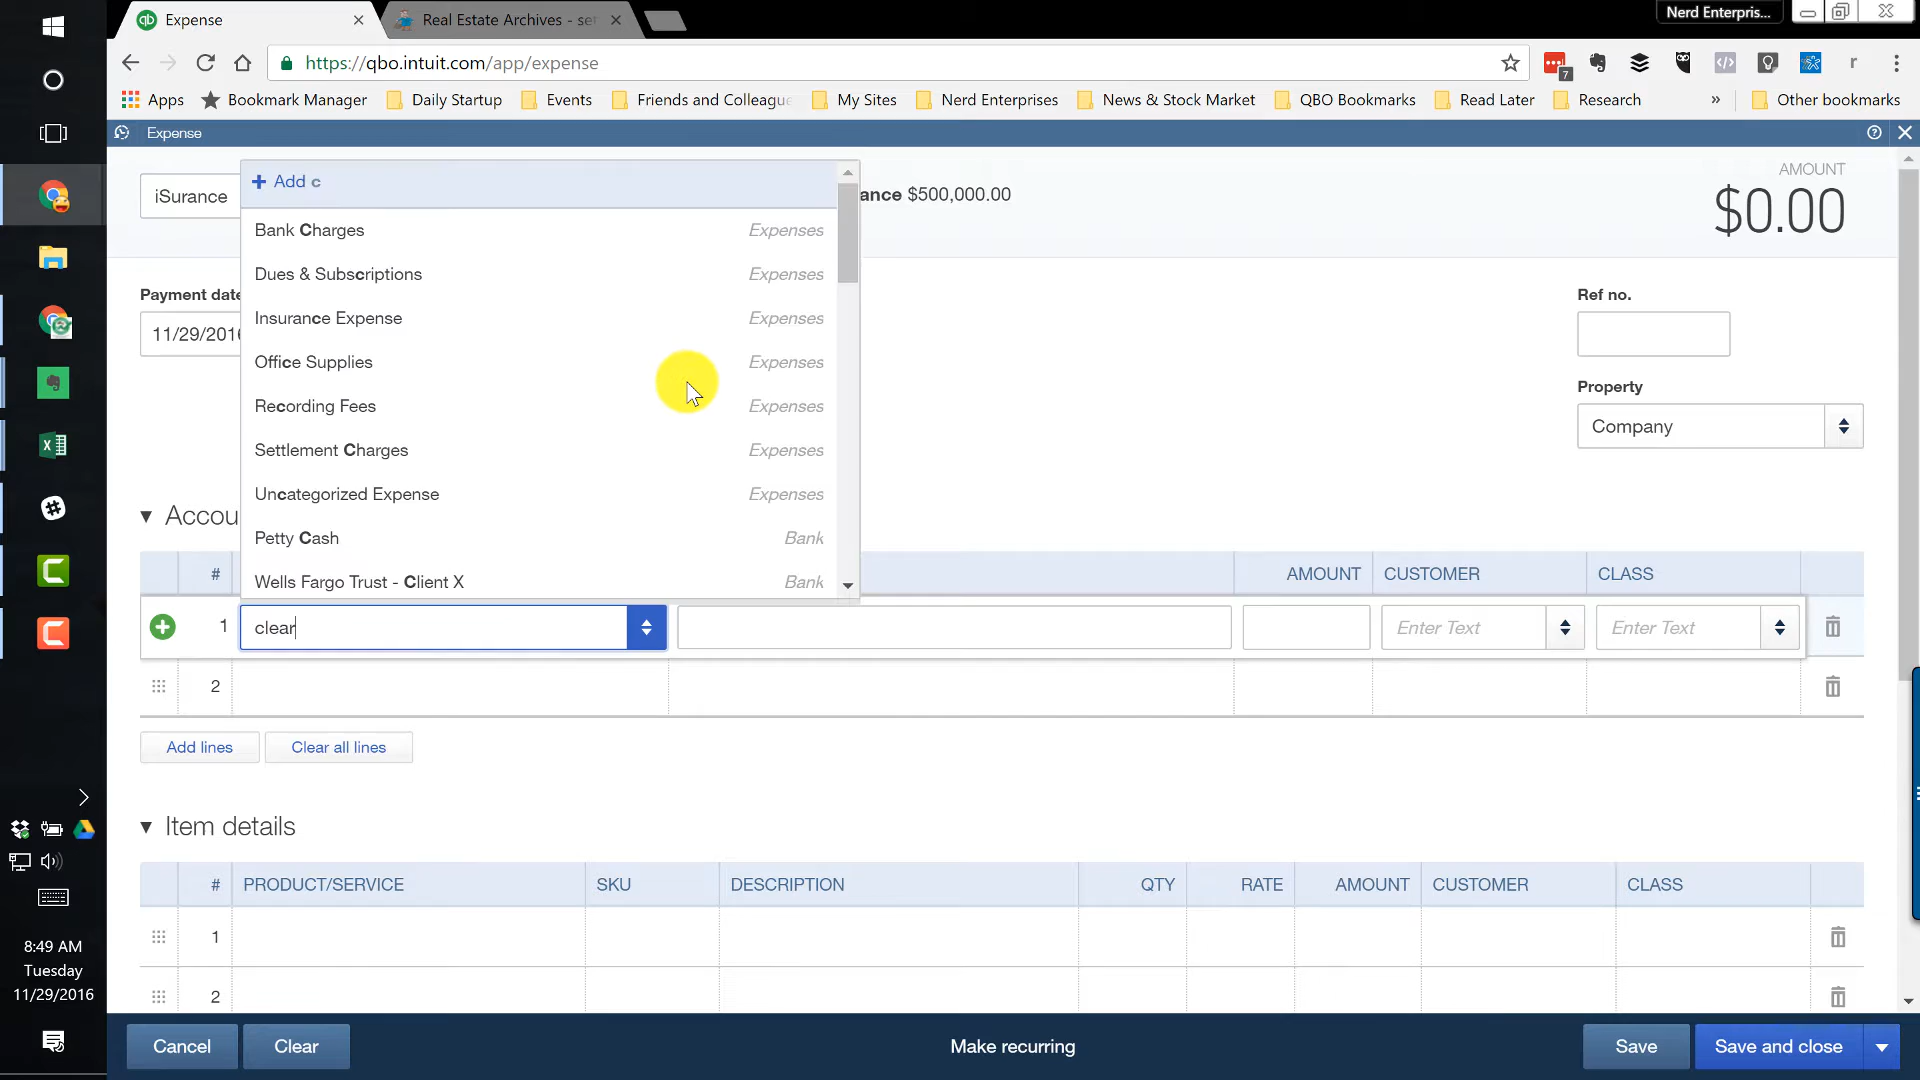 Expense
Real Estate Archives - set
Nerd Enterpris...
https://qbo.intuit.com/app/expense
7
r
Apps
Bookmark Manager
Daily Startup
Events
Friends and Colleagu
My Sites
Nerd Enterprises
News & Stock Market
QBO Bookmarks
Read Later
Research
»
Other bookmarks
Expense
iSurance
ance $500,000.00
AMOUNT
$0.00
+ Add c
Bank Charges Expenses
Dues & Subscriptions Expenses
Insurance Expense Expenses
Office Supplies Expenses
Recording Fees Expenses
Settlement Charges Expenses
Uncategorized Expense Expenses
Petty Cash Bank
Wells Fargo Trust - Client X Bank
Payment date
11/29/2016
Ref no.
Property
Company
Accou
# AMOUNT CUSTOMER CLASS
1 clear Enter Text Enter Text
2
Add lines Clear all lines
Item details
# PRODUCT/SERVICE SKU DESCRIPTION QTY RATE AMOUNT CUSTOMER CLASS
1
2
Cancel Clear Make recurring Save Save and close
8:49 AM
Tuesday
11/29/2016